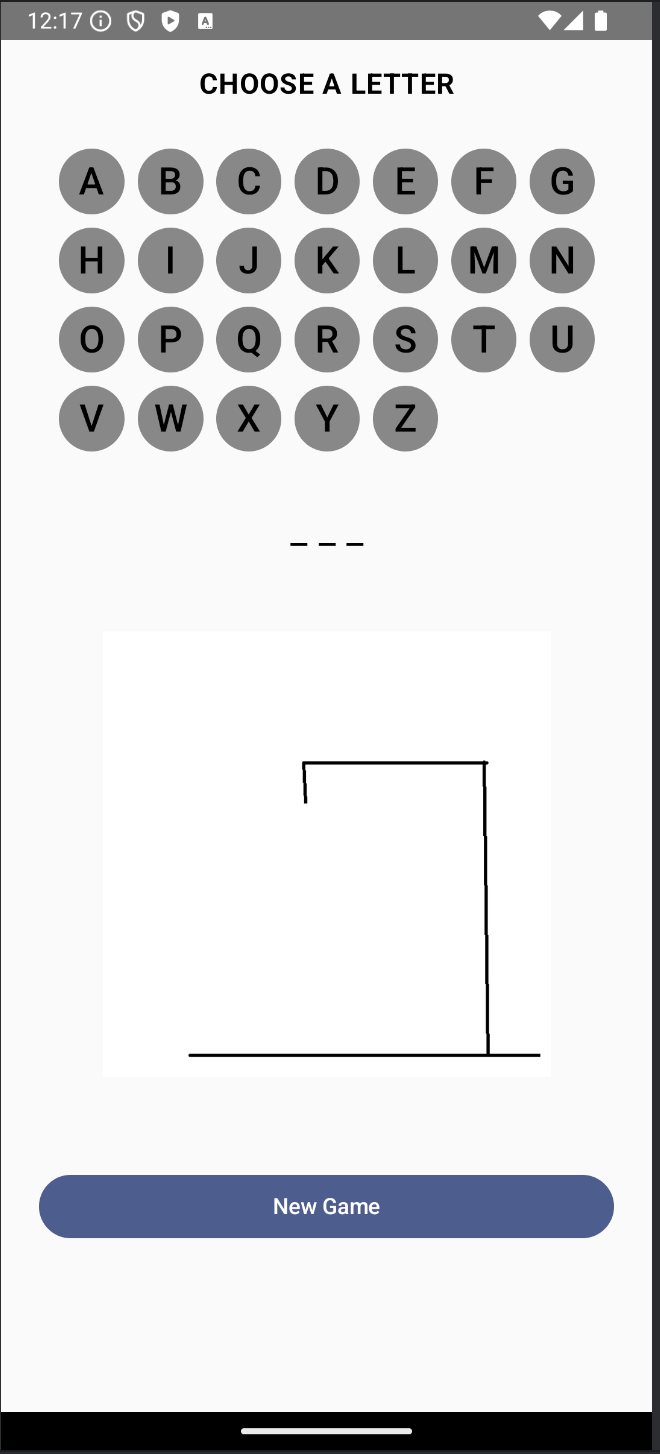 12:17
CHOOSE A LETTER
A B C D E F G
H I J K L M N
O P Q R S T U
V W X Y Z
_ _ _
New Game